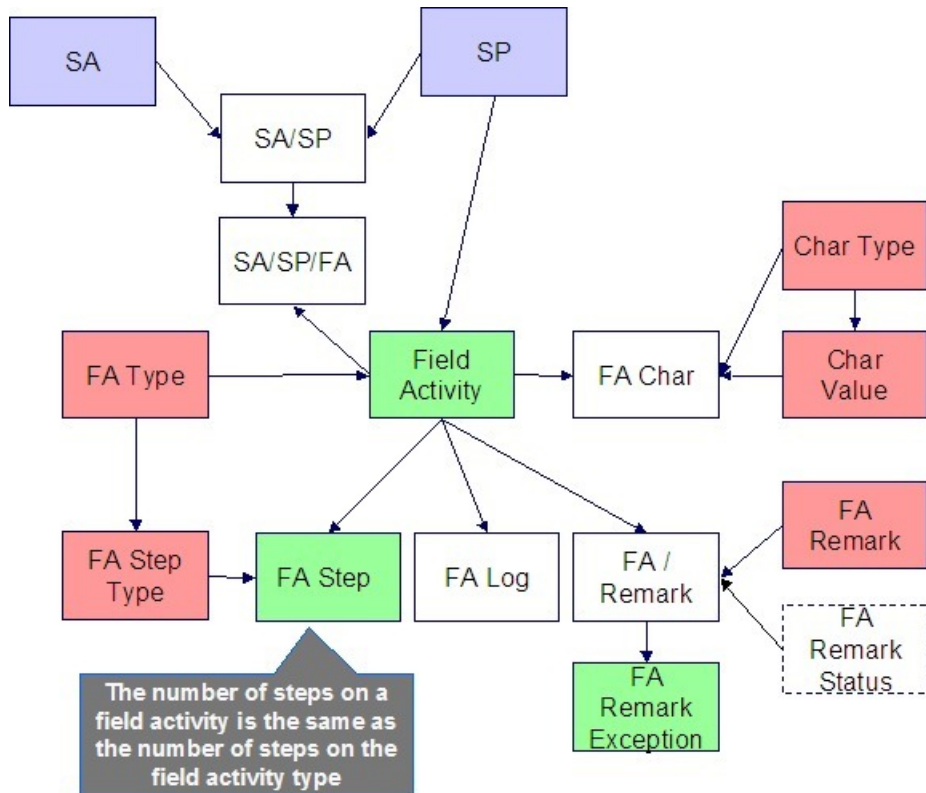 SA
SP
SA/SP
SA/SP/FA
Char Type
FA Type
Field
Activity
FA Char
Char
Value
FA Step
Type
FA Step
FA Log
FA /
Remark
FA
Remark
FA
Remark
Status
FA
Remark
Exception
The number of steps on a
field activity is the same as
the number of steps on the
field activity type